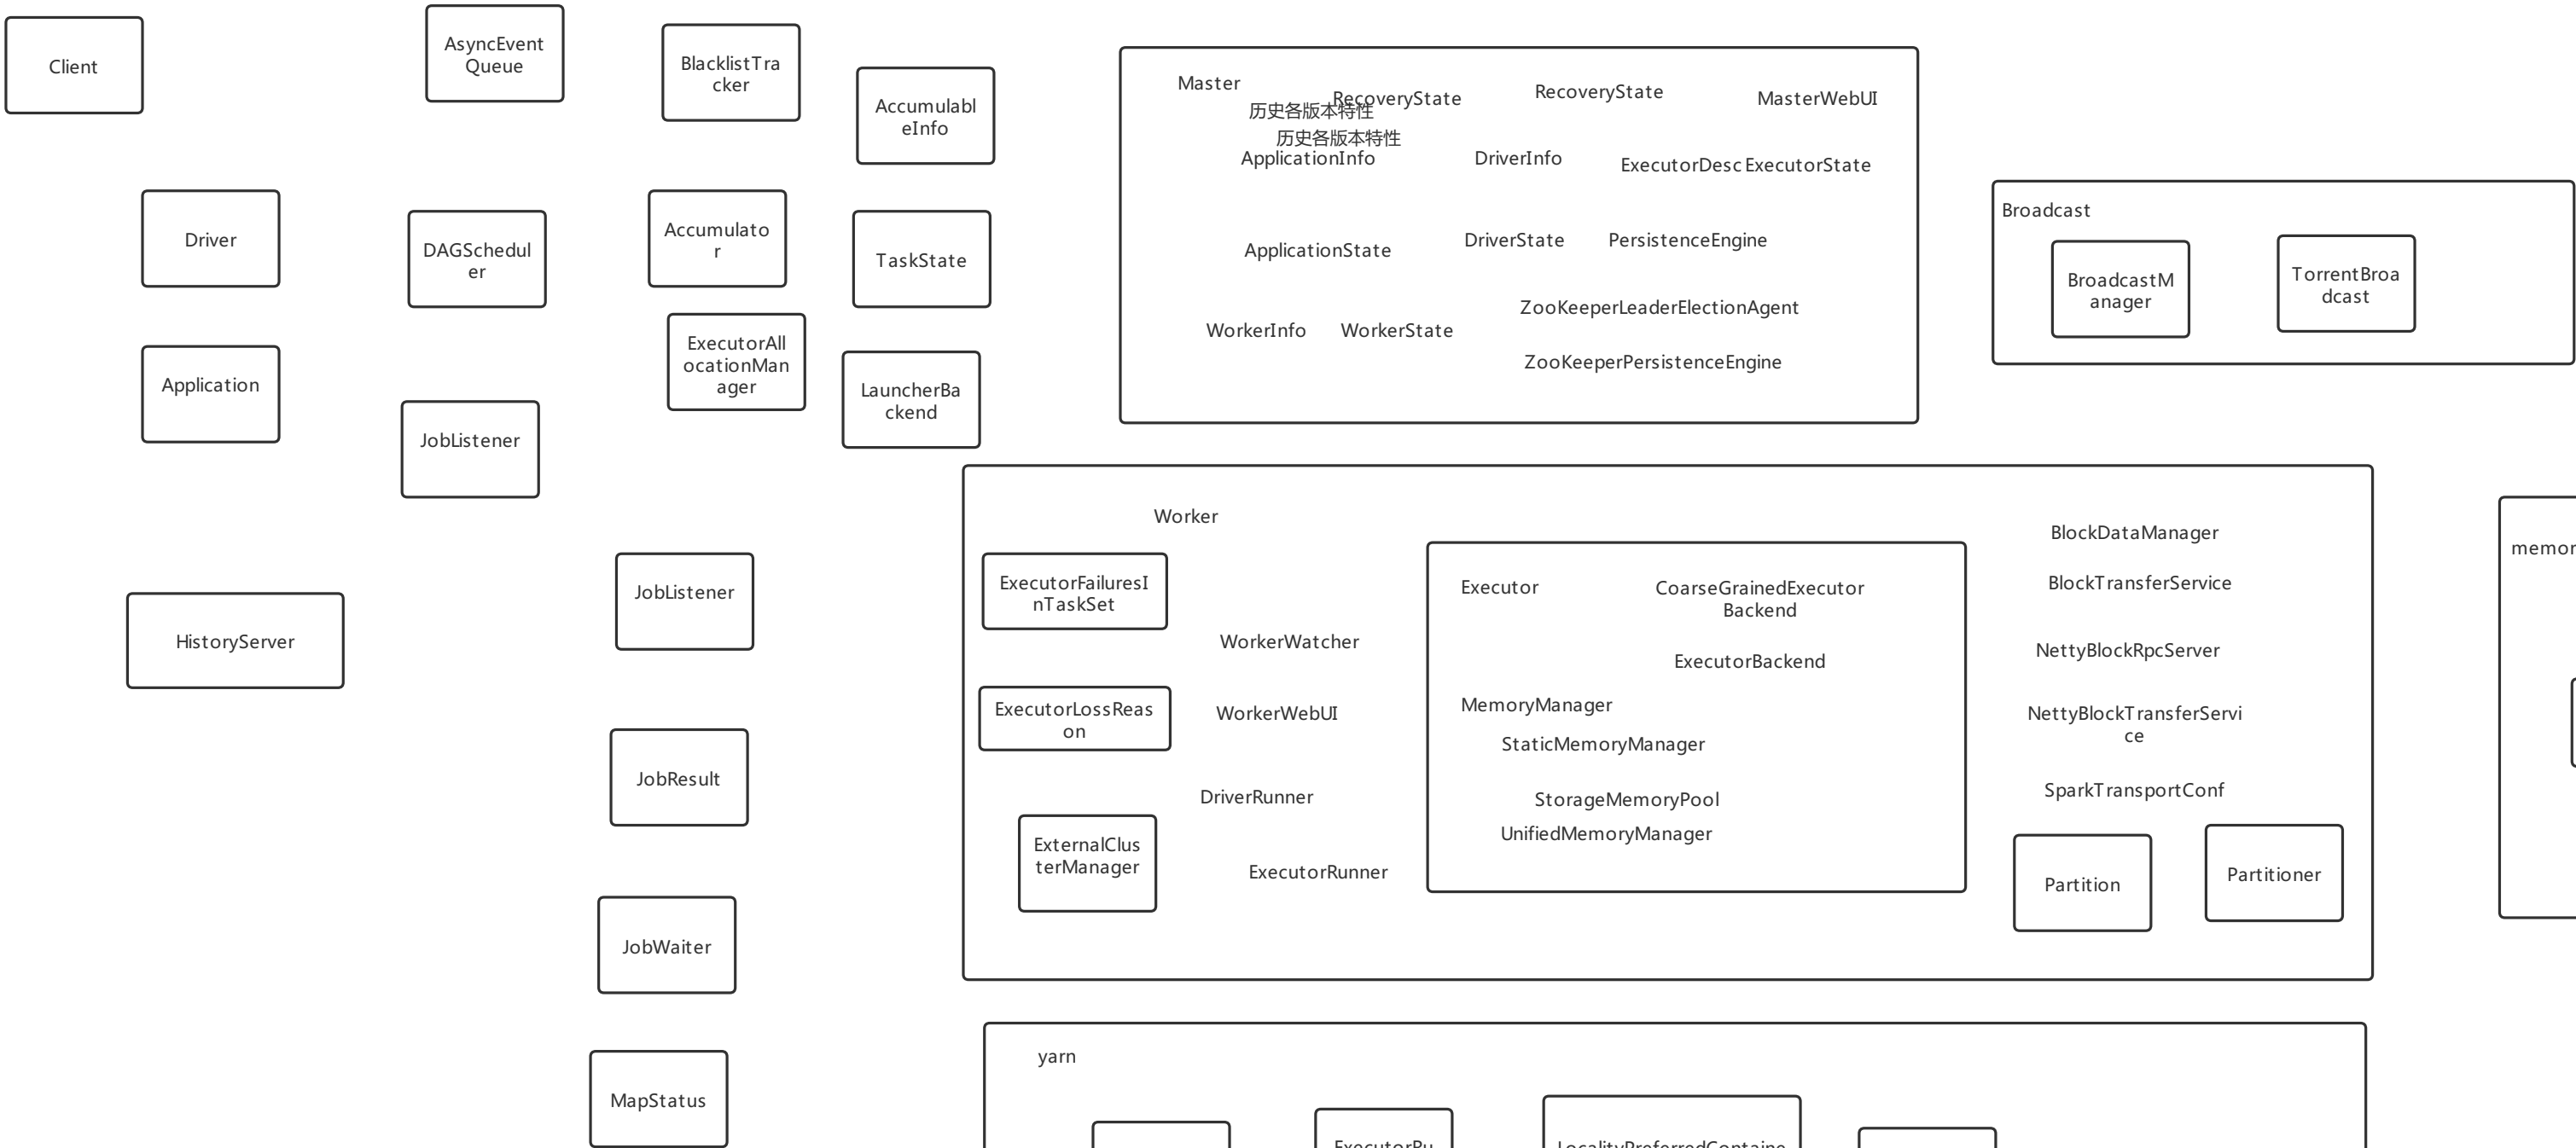 Client
AsyncEvent
Queue
BlacklistTra
cker
Accumulabl
eInfo
Driver
DAGSchedul
er
Accumulato
r
TaskState
Application
ExecutorAll
ocationMan
ager
LauncherBa
ckend
JobListener
HistoryServer
JobListener
JobResult
JobWaiter
MapStatus
Master
RecoveryState
RecoveryState
MasterWebUI
历史各版本特性
历史各版本特性
ApplicationInfo
DriverInfo
ExecutorDesc
ExecutorState
ApplicationState
DriverState
PersistenceEngine
ZooKeeperLeaderElectionAgent
WorkerInfo
WorkerState
ZooKeeperPersistenceEngine
Broadcast
BroadcastM
anager
TorrentBroa
dcast
Worker
ExecutorFailuresI
nTaskSet
WorkerWatcher
ExecutorLossReas
on
WorkerWebUI
DriverRunner
ExternalClus
terManager
ExecutorRunner
Executor
CoarseGrainedExecutor
Backend
ExecutorBackend
MemoryManager
StaticMemoryManager
StorageMemoryPool
UnifiedMemoryManager
BlockDataManager
BlockTransferService
NettyBlockRpcServer
NettyBlockTransferServi
ce
SparkTransportConf
Partition
Partitioner
memor
yarn
ExecutorRu
LocalityPreferredContaine